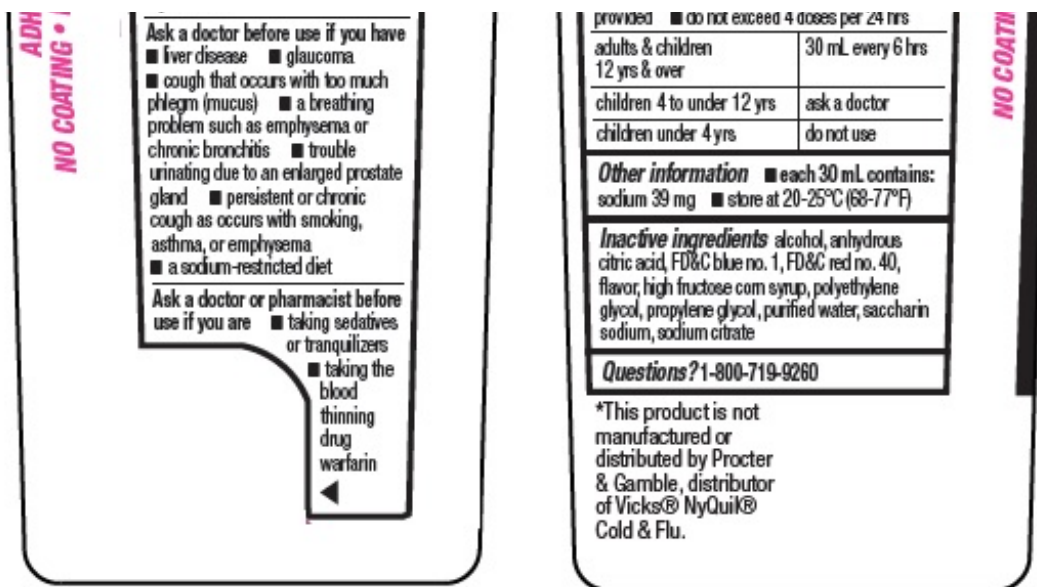 ADH
NO COATING •
Ask a doctor before use if you have
■ liver disease ■ glaucoma
■ cough that occurs with too much
phlegm (mucus) ■ a breathing
problem such as emphysema or
chronic bronchitis ■ trouble
urinating due to an enlarged prostate
gland ■ persistent or chronic
cough as occurs with smoking,
asthma, or emphysema
■ a sodium-restricted diet
Ask a doctor or pharmacist before
use if you are ■ taking sedatives
or tranquilizers
■ taking the
blood
thinning
drug
warfarin
provided ■ do not exceed 4 doses per 24 hrs
adults & children 30 mL every 6 hrs
12 yrs & over
children 4 to under 12 yrs ask a doctor
children under 4 yrs do not use
Other information ■ each 30 mL contains:
sodium 39 mg ■ store at 20-25°C (68-77°F)
Inactive ingredients alcohol, anhydrous
citric acid, FD&C blue no. 1, FD&C red no. 40,
flavor, high fructose corn syrup, polyethylene
glycol, propylene glycol, purified water, saccharin
sodium, sodium citrate
Questions? 1-800-719-9260
*This product is not
manufactured or
distributed by Procter
& Gamble, distributor
of Vicks® NyQuil®
Cold & Flu.
NO COATIN